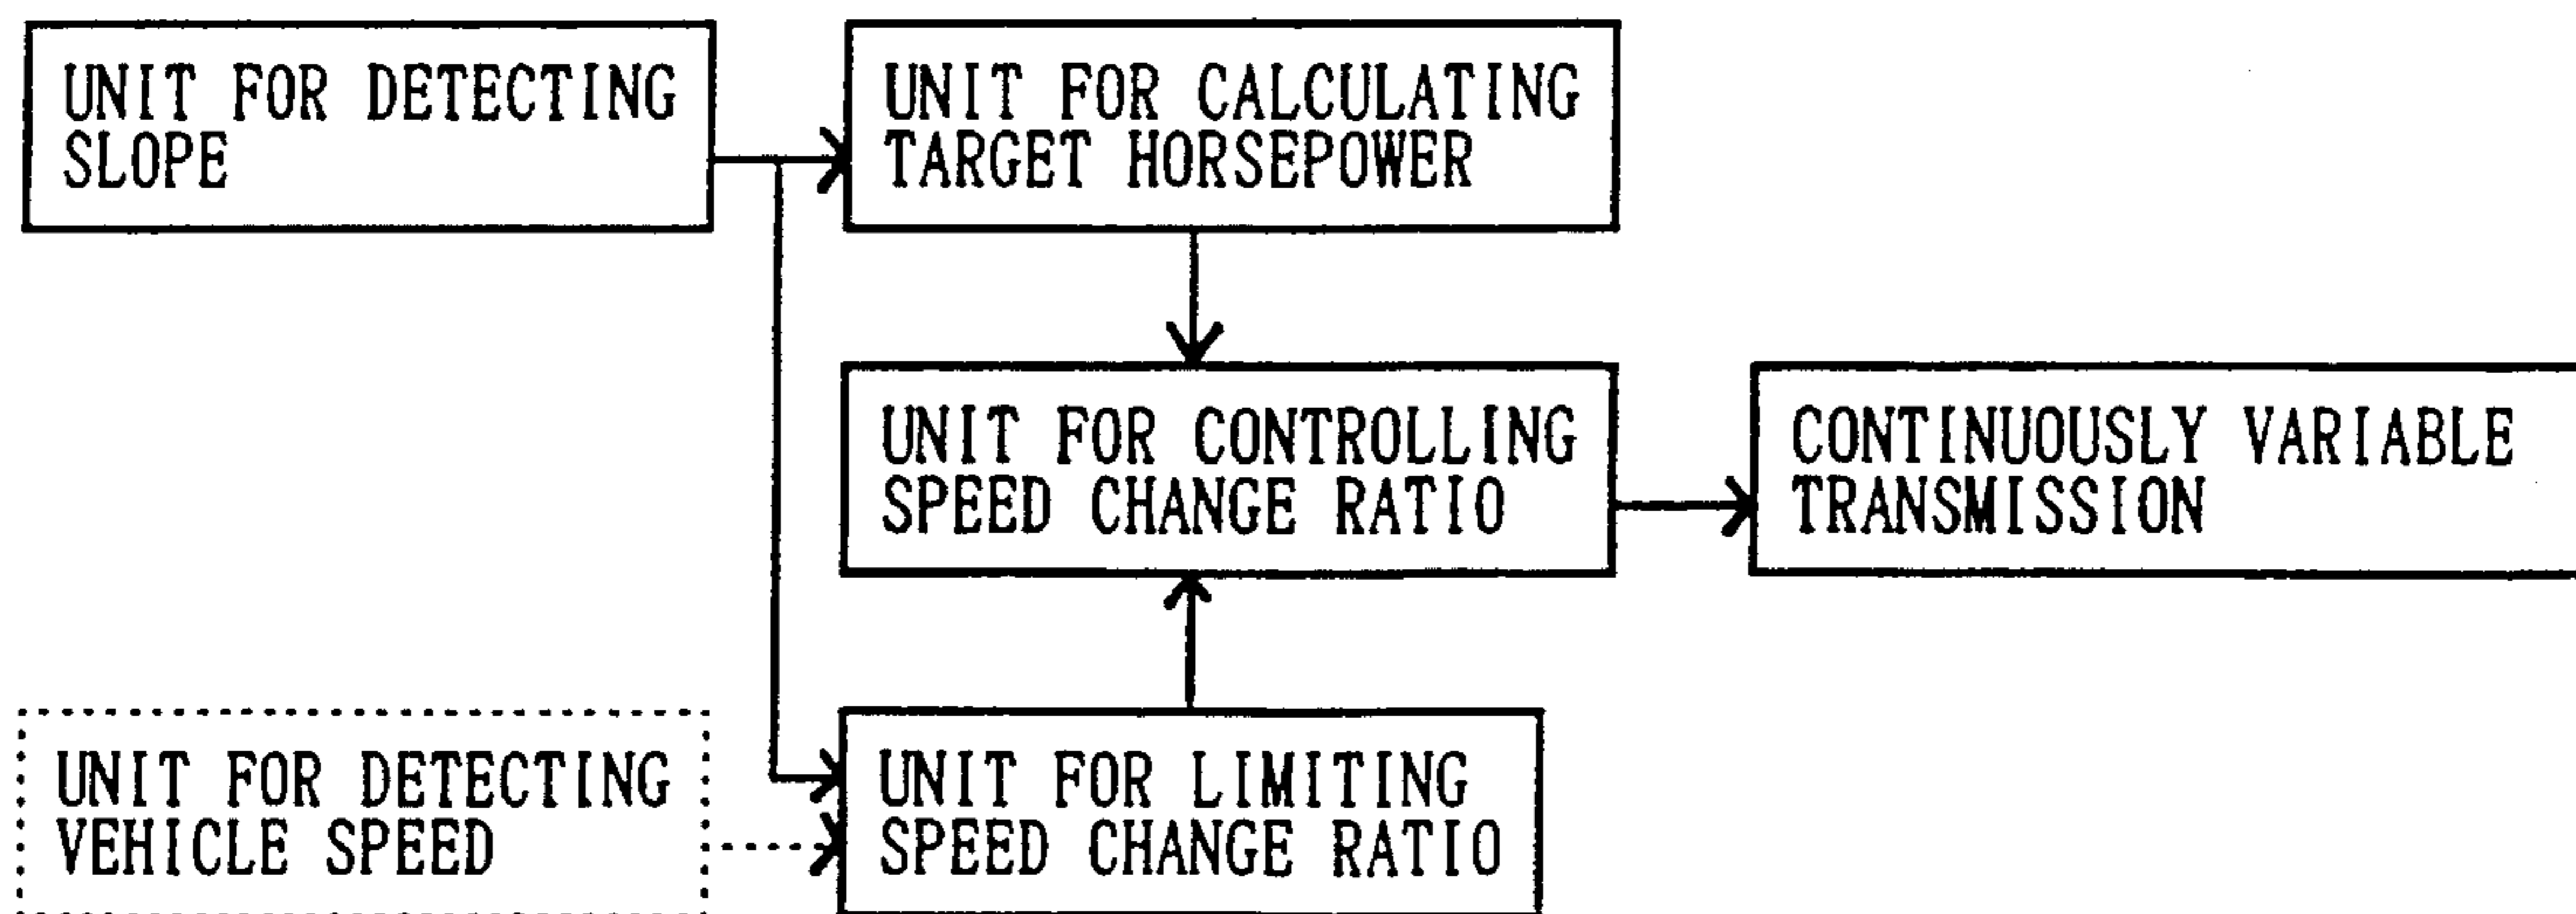 UNIT FOR DETECTING
SLOPE
UNIT FOR CALCULATING
TARGET HORSEPOWER
UNIT FOR CONTROLLING
SPEED CHANGE RATIO
CONTINUOUSLY VARIABLE
TRANSMISSION
UNIT FOR DETECTING
VEHICLE SPEED
UNIT FOR LIMITING
SPEED CHANGE RATIO